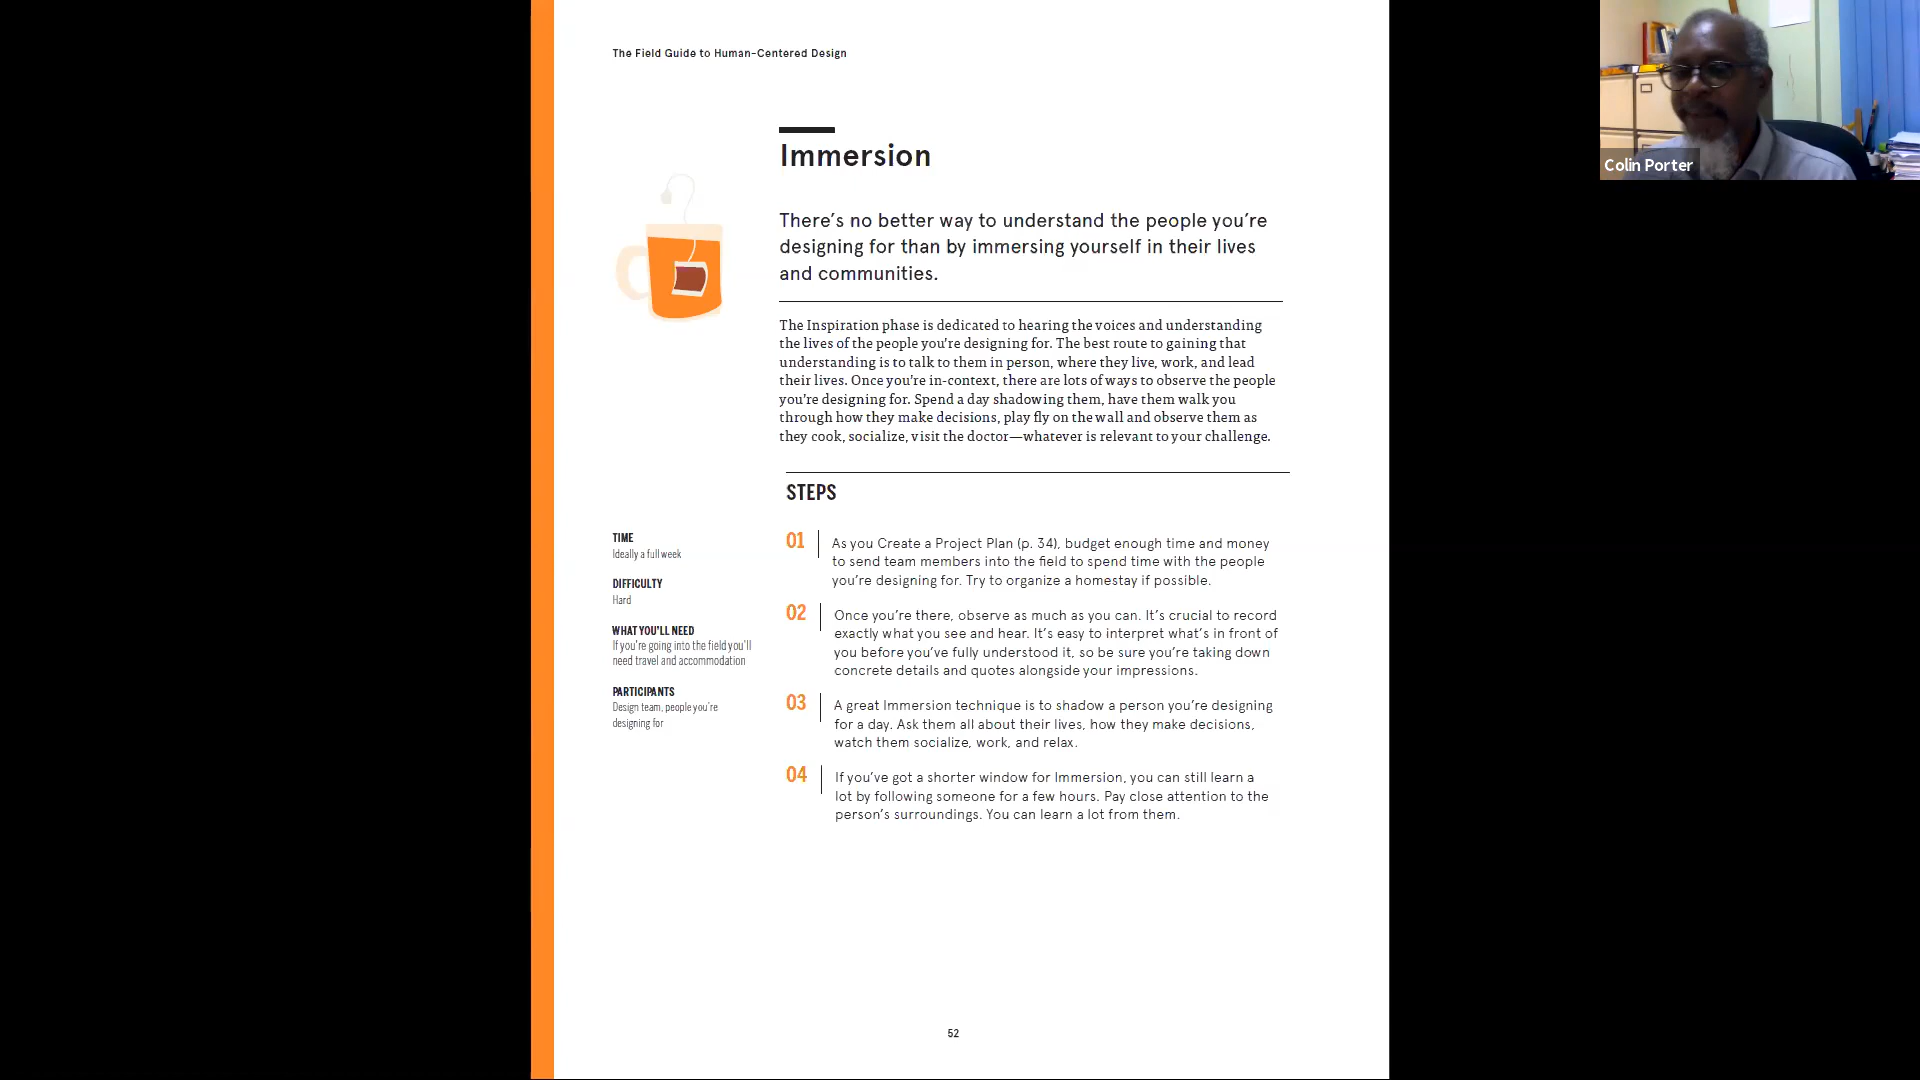 The Field Guide to Human-Centered Design
Immersion
There's no better way to understand the people you're
designing for than by immersing yourself in their lives
and communities.
The Inspiration phase is dedicated to hearing the voices and understanding
the lives of the people you're designing for. The best route to gaining that
understanding is to talk to them in person, where they live, work, and lead
their lives. Once you're in-context, there are lots of ways to observe the people
you're designing for. Spend a day shadowing them, have them walk you
through how they make decisions, play fly on the wall and observe them as
they cook, socialize, visit the doctor—whatever is relevant to your challenge.
STEPS
TIME
Ideally a full week
DIFFICULTY
Hard
WHAT YOU'LL NEED
If you're going into the field you'll
need travel and accommodation
PARTICIPANTS
Design team, people you're
designing for
01
As you Create a Project Plan (p. 34), budget enough time and money
to send team members into the field to spend time with the people
you're designing for. Try to organize a homestay if possible.
02
Once you're there, observe as much as you can. It's crucial to record
exactly what you see and hear. It's easy to interpret what's in front of
you before you've fully understood it, so be sure you're taking down
concrete details and quotes alongside your impressions.
03
A great Immersion technique is to shadow a person you're designing
for a day. Ask them all about their lives, how they make decisions,
watch them socialize, work, and relax.
04
If you've got a shorter window for Immersion, you can still learn a
lot by following someone for a few hours. Pay close attention to the
person's surroundings. You can learn a lot from them.
52
Colin Porter